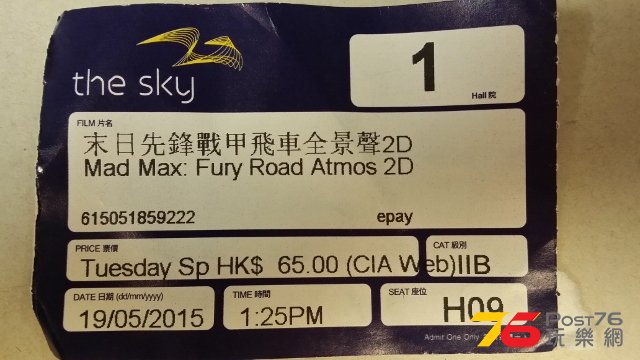 the sky
1
Hall 院
FILM 片名
末日先鋒戰甲飛車全景聲2D
Mad Max: Fury Road Atmos 2D
615051859222 epay
PRICE 票價
Tuesday Sp HK$ 65.00 (CIA Web)
CAT 級別
IIB
DATE 日期 (dd/mm/yyyy)
19/05/2015
TIME 時間
1:25PM
SEAT 座位
H09
Admit One Only
76 Post76
玩樂網